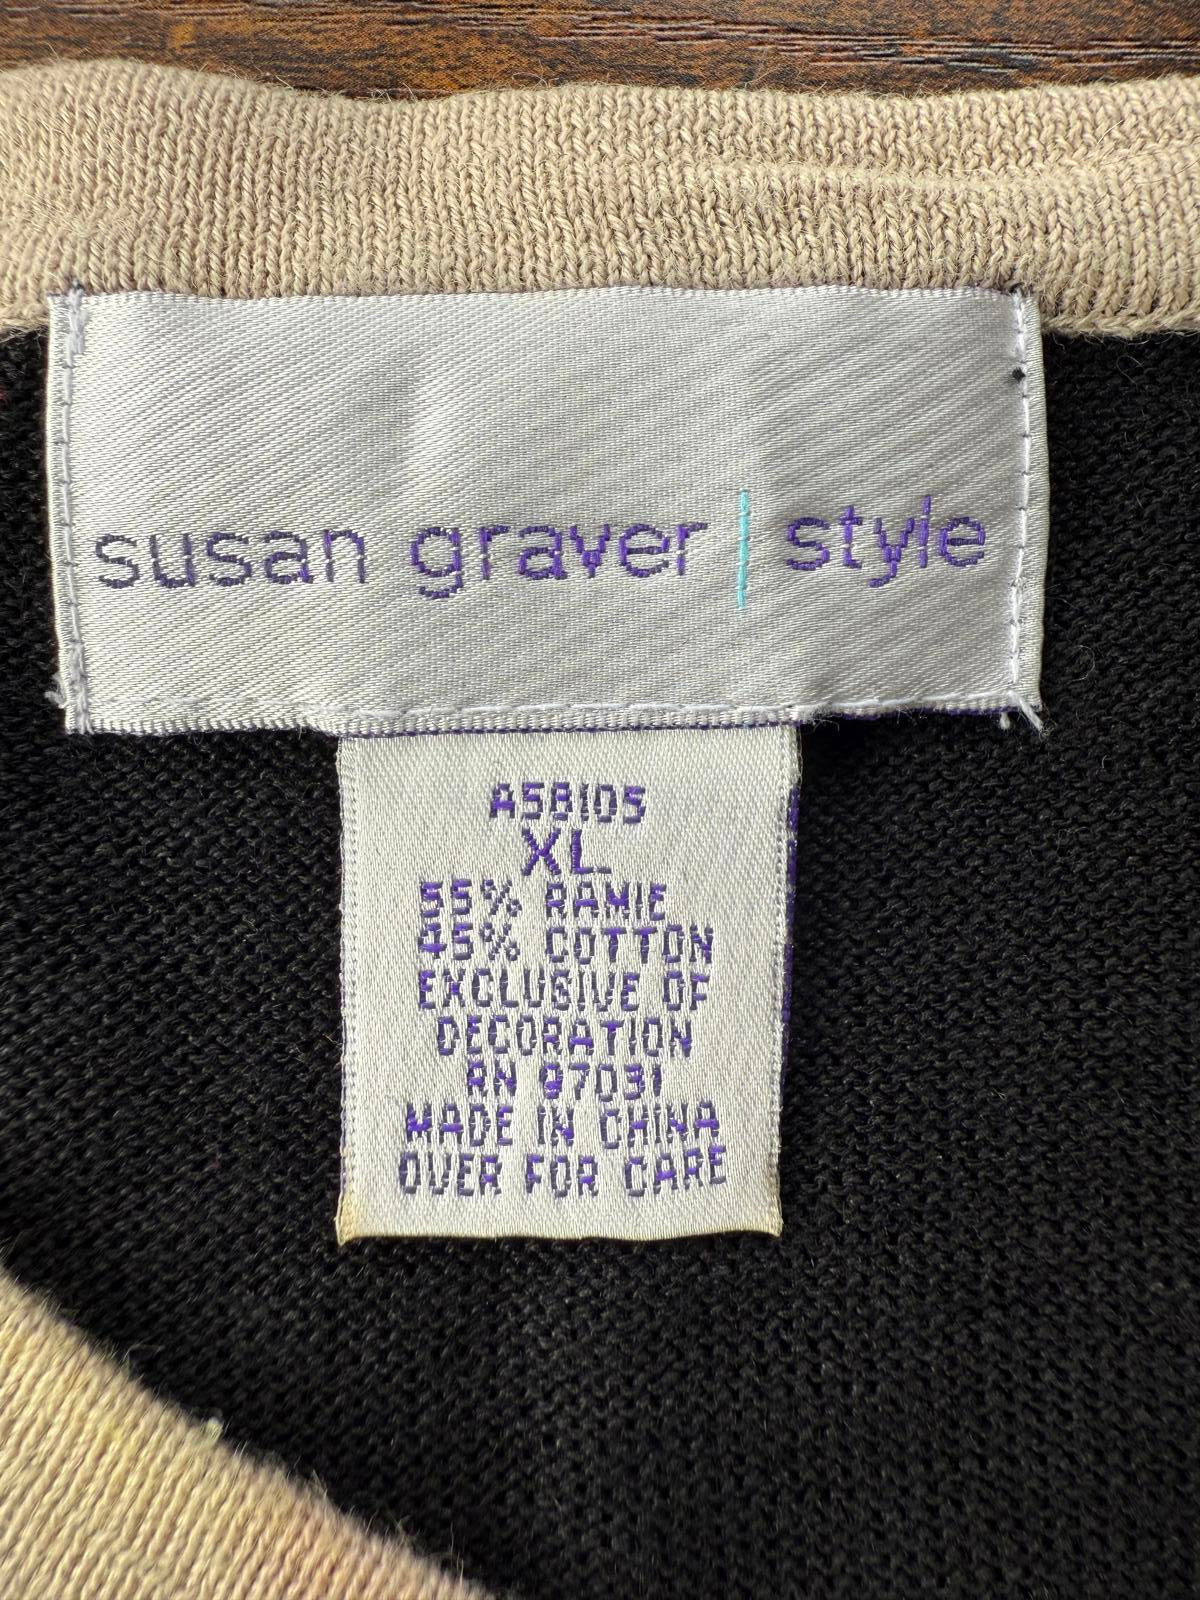 susan graver | style
A58105
XL
55% RAMIE
45% COTTON
EXCLUSIVE OF
DECORATION
RN 97031
MADE IN CHINA
OVER FOR CARE